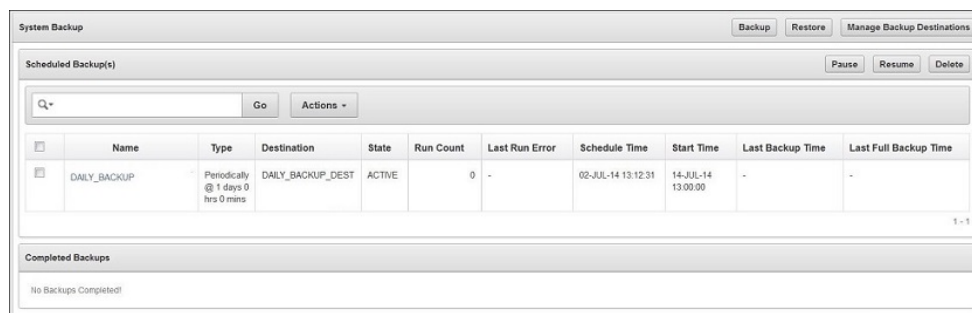 System Backup
Backup Restore Manage Backup Destinations
Scheduled Backup(s)
Pause Resume Delete
Go Actions
Name Type Destination State Run Count Last Run Error Schedule Time Start Time Last Backup Time Last Full Backup Time
DAILY_BACKUP Periodically @ 1 days 0 hrs 0 mins DAILY_BACKUP_DEST ACTIVE 0 - 02-JUL-14 13:12:31 14-JUL-14 13:00:00 - -
1 - 1
Completed Backups
No Backups Completed!